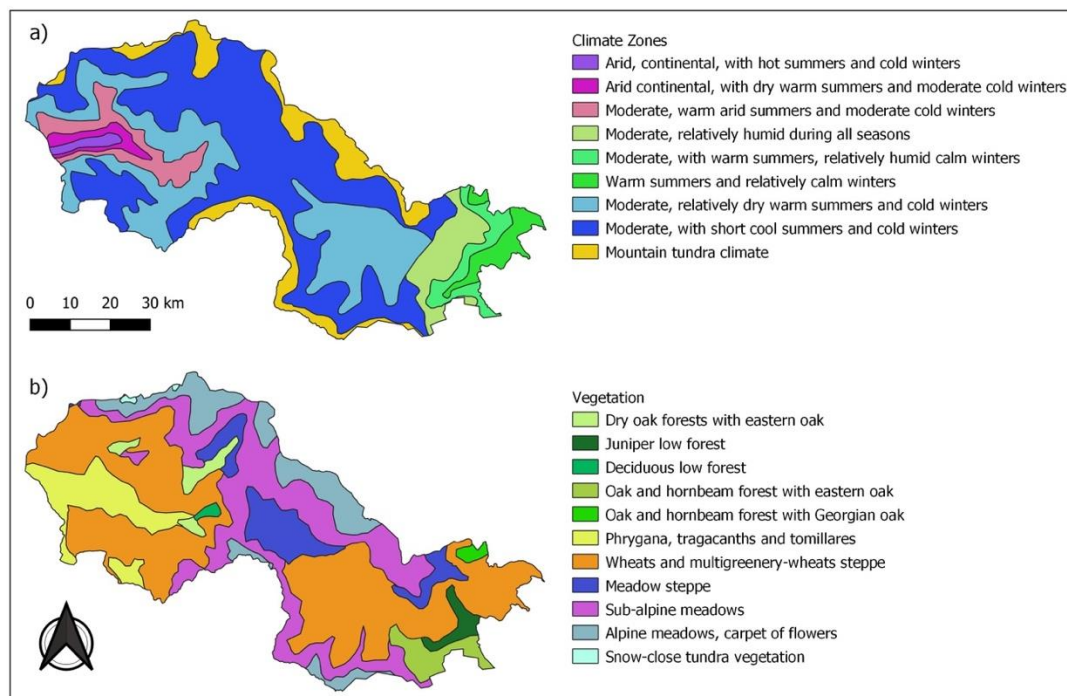 a)
Climate Zones
Arid, continental, with hot summers and cold winters
Arid continental, with dry warm summers and moderate cold winters
Moderate, warm arid summers and moderate cold winters
Moderate, relatively humid during all seasons
Moderate, with warm summers, relatively humid calm winters
Warm summers and relatively calm winters
Moderate, relatively dry warm summers and cold winters
Moderate, with short cool summers and cold winters
Mountain tundra climate
0 10 20 30 km
b)
Vegetation
Dry oak forests with eastern oak
Juniper low forest
Deciduous low forest
Oak and hornbeam forest with eastern oak
Oak and hornbeam forest with Georgian oak
Phrygana, tragacanths and tomillares
Wheats and multigreenery-wheats steppe
Meadow steppe
Sub-alpine meadows
Alpine meadows, carpet of flowers
Snow-close tundra vegetation